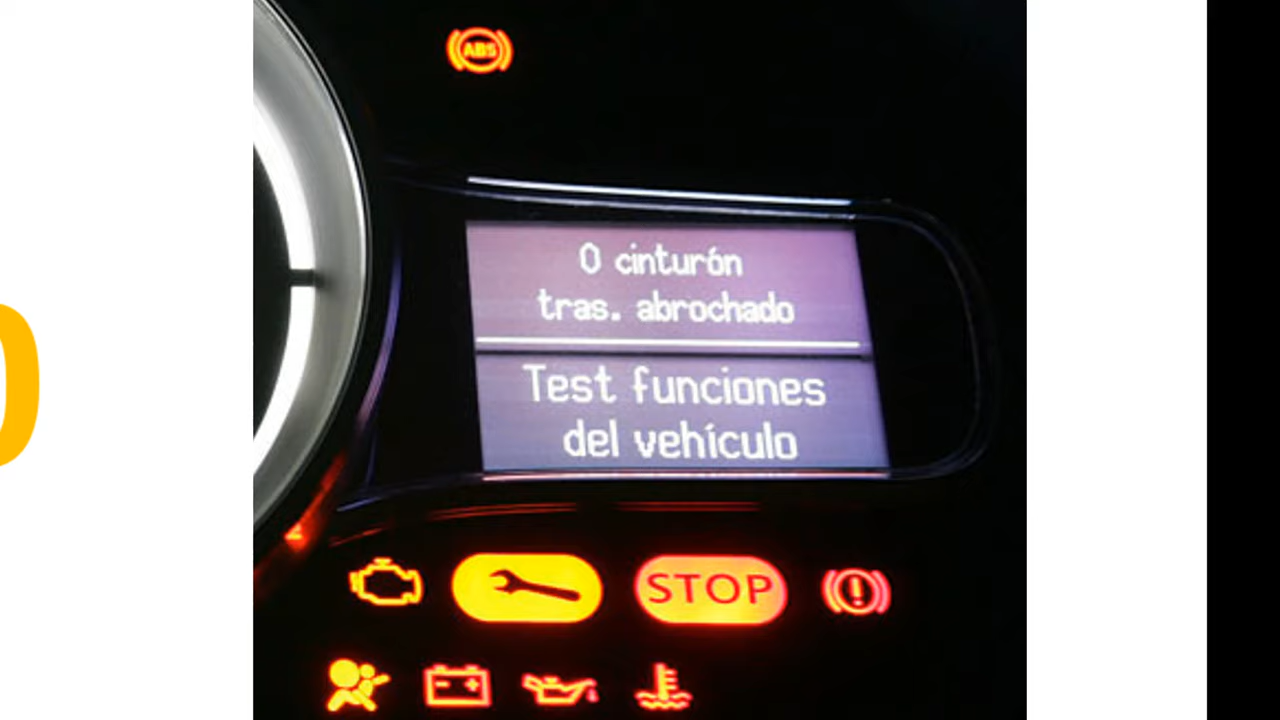 ABS
0 cinturón
tras. abrochado
Test funciones
del vehículo
STOP